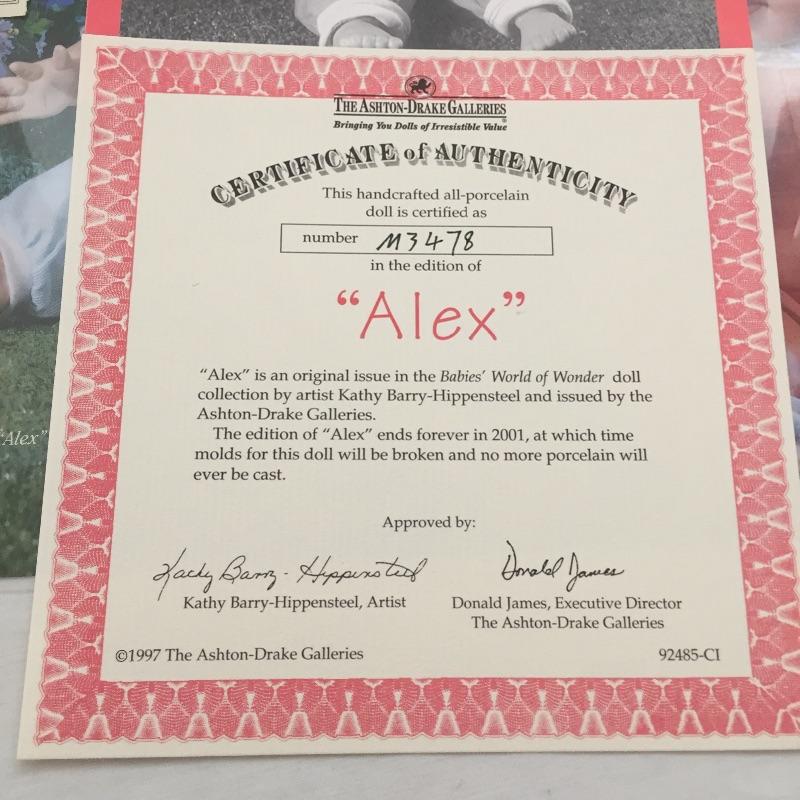 THE ASHTON-DRAKE GALLERIES
®
Bringing You Dolls of Irresistible Value
CERTIFICATE of AUTHENTICITY
This handcrafted all-porcelain
doll is certified as
number M3478
in the edition of
“Alex”
“Alex” is an original issue in the Babies’ World of Wonder doll
collection by artist Kathy Barry-Hippensteel and issued by the
Ashton-Drake Galleries.
The edition of “Alex” ends forever in 2001, at which time
molds for this doll will be broken and no more porcelain will
ever be cast.
Approved by:
Kathy Barry-Hippensteel Donald James
Kathy Barry-Hippensteel, Artist Donald James, Executive Director
The Ashton-Drake Galleries
©1997 The Ashton-Drake Galleries 92485-CI
“Alex”